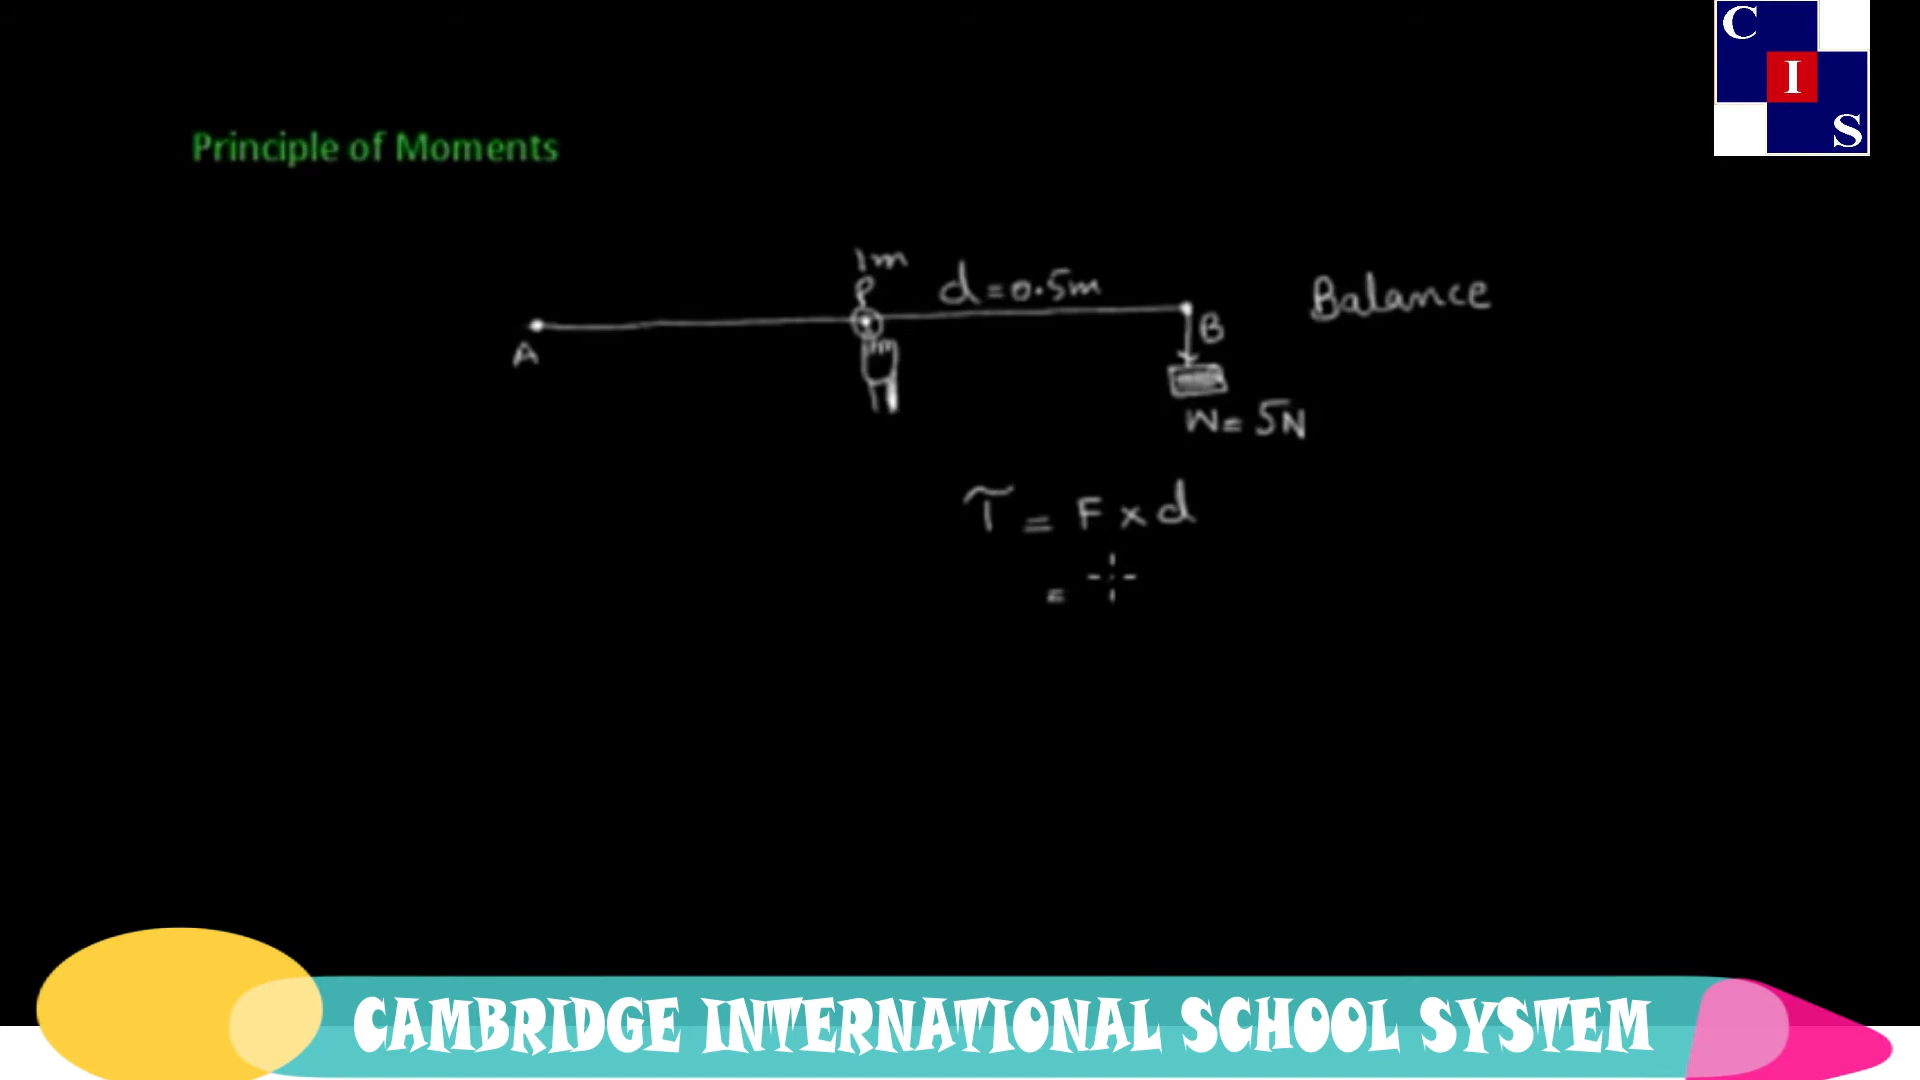 C
I
S
Principle of Moments
1m
P
d = 0.5m
Balance
A
B
W = 5N
τ = F × d
=
CAMBRIDGE INTERNATIONAL SCHOOL SYSTEM